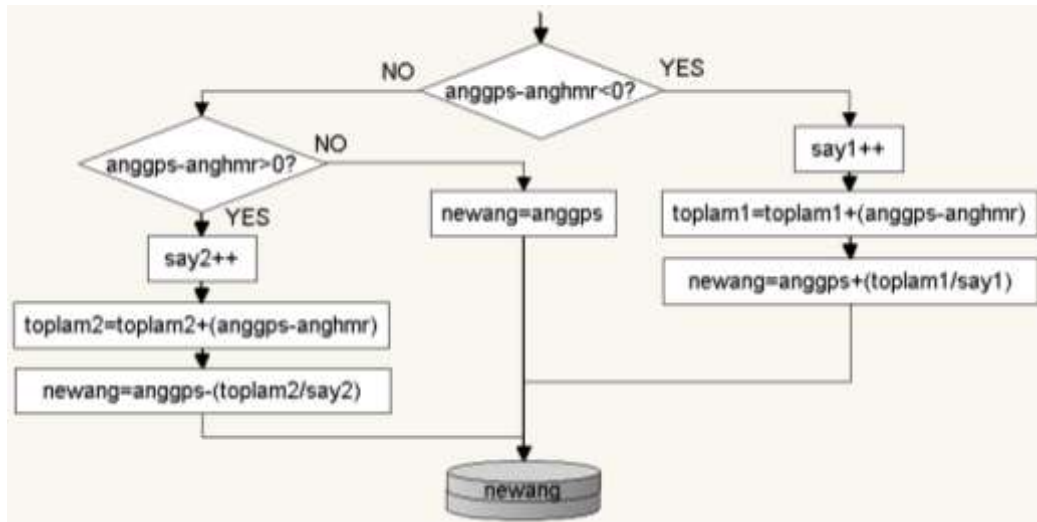 anggps-anghmr<0?
NO
YES
anggps-anghmr>0?
NO
YES
say2++
toplam2=toplam2+(anggps-anghmr)
newang=anggps-(toplam2/say2)
newang=anggps
say1++
toplam1=toplam1+(anggps-anghmr)
newang=anggps+(toplam1/say1)
newang